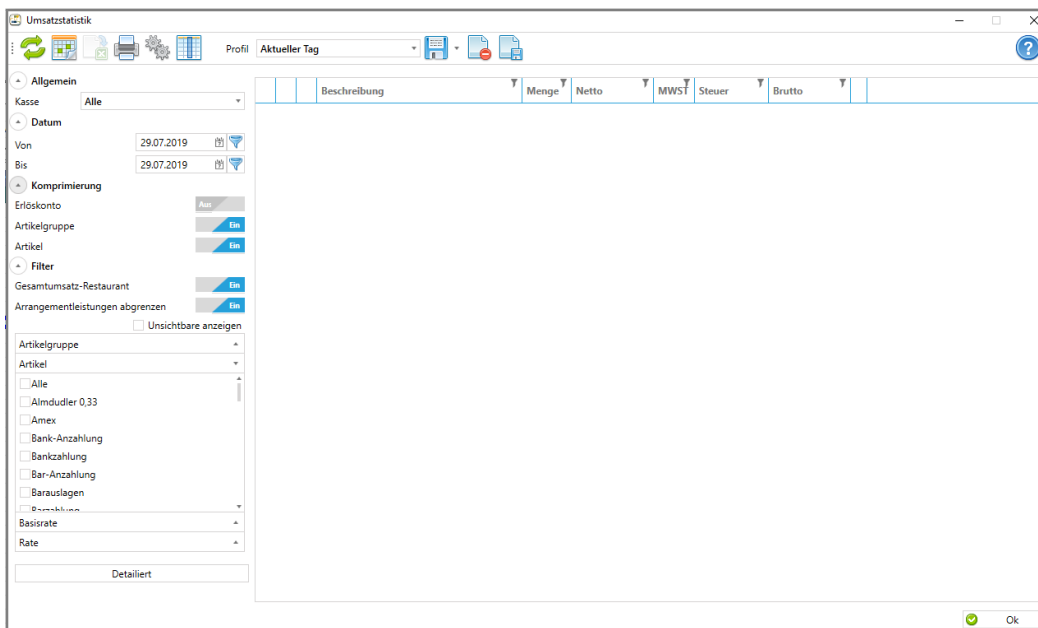 Umsatzstatistik
Profil Aktueller Tag
?
Allgemein
Kasse Alle
Datum
Von 29.07.2019
Bis 29.07.2019
Komprimierung
Erlöskonto Aus
Artikelgruppe Ein
Artikel Ein
Filter
Gesamtumsatz-Restaurant Ein
Arrangementleistungen abgrenzen Ein
Unsichtbare anzeigen
Artikelgruppe
Artikel
Alle
Almdudler 0,33
Amex
Bank-Anzahlung
Bankzahlung
Bar-Anzahlung
Barauslagen
Barzahlung
Basisrate
Rate
Detailiert
Beschreibung Menge Netto MWST Steuer Brutto
Ok